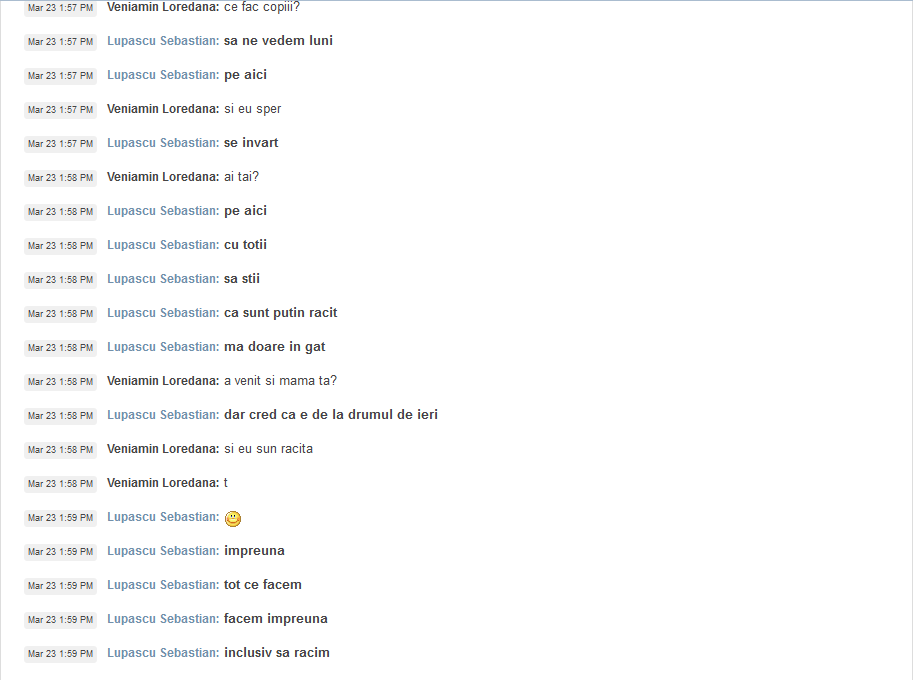 Mar 23 1:57 PM Veniamin Loredana: ce fac copiii?
Mar 23 1:57 PM Lupascu Sebastian: sa ne vedem luni
Mar 23 1:57 PM Lupascu Sebastian: pe aici
Mar 23 1:57 PM Veniamin Loredana: si eu sper
Mar 23 1:57 PM Lupascu Sebastian: se invart
Mar 23 1:58 PM Veniamin Loredana: ai tai?
Mar 23 1:58 PM Lupascu Sebastian: pe aici
Mar 23 1:58 PM Lupascu Sebastian: cu totii
Mar 23 1:58 PM Lupascu Sebastian: sa stii
Mar 23 1:58 PM Lupascu Sebastian: ca sunt putin racit
Mar 23 1:58 PM Lupascu Sebastian: ma doare in gat
Mar 23 1:58 PM Veniamin Loredana: a venit si mama ta?
Mar 23 1:58 PM Lupascu Sebastian: dar cred ca e de la drumul de ieri
Mar 23 1:58 PM Veniamin Loredana: si eu sun racita
Mar 23 1:58 PM Veniamin Loredana: t
Mar 23 1:59 PM Lupascu Sebastian:
Mar 23 1:59 PM Lupascu Sebastian: impreuna
Mar 23 1:59 PM Lupascu Sebastian: tot ce facem
Mar 23 1:59 PM Lupascu Sebastian: facem impreuna
Mar 23 1:59 PM Lupascu Sebastian: inclusiv sa racim